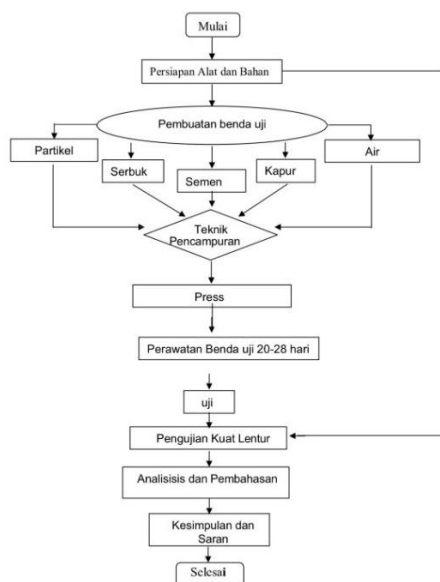 Mulai
Persiapan Alat dan Bahan
Pembuatan benda uji
Partikel
Serbuk
Semen
Kapur
Air
Teknik
Pencampuran
Press
Perawatan Benda uji 20-28 hari
uji
Pengujian Kuat Lentur
Analisisis dan Pembahasan
Kesimpulan dan
Saran
Selesai